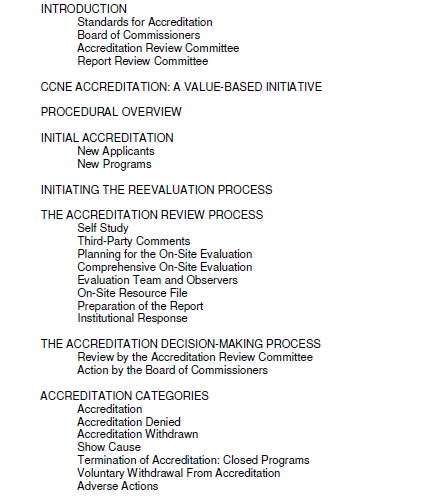 INTRODUCTION
Standards for Accreditation
Board of Commissioners
Accreditation Review Committee
Report Review Committee
CCNE ACCREDITATION: A VALUE-BASED INITIATIVE
PROCEDURAL OVERVIEW
INITIAL ACCREDITATION
New Applicants
New Programs
INITIATING THE REEVALUATION PROCESS
THE ACCREDITATION REVIEW PROCESS
Self Study
Third-Party Comments
Planning for the On-Site Evaluation
Comprehensive On-Site Evaluation
Evaluation Team and Observers
On-Site Resource File
Preparation of the Report
Institutional Response
THE ACCREDITATION DECISION-MAKING PROCESS
Review by the Accreditation Review Committee
Action by the Board of Commissioners
ACCREDITATION CATEGORIES
Accreditation
Accreditation Denied
Accreditation Withdrawn
Show Cause
Termination of Accreditation: Closed Programs
Voluntary Withdrawal From Accreditation
Adverse Actions